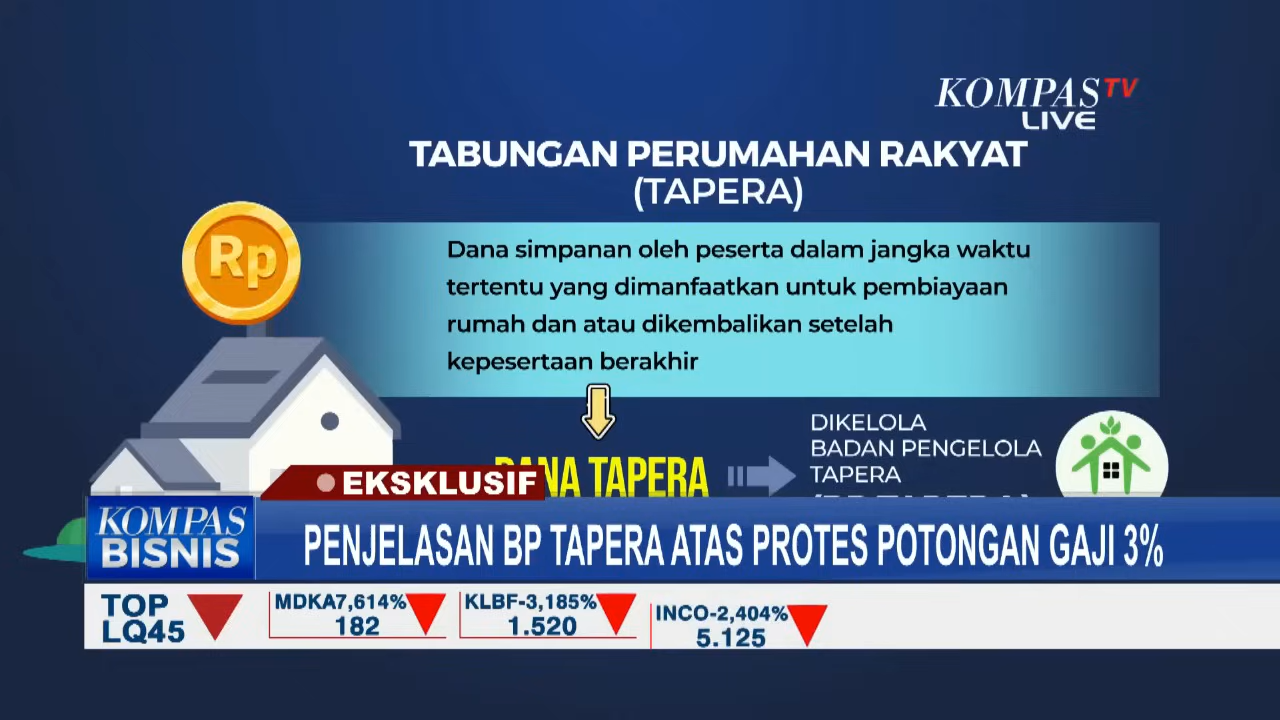 KOMPAS TV
LIVE
TABUNGAN PERUMAHAN RAKYAT
(TAPERA)
Rp
Dana simpanan oleh peserta dalam jangka waktu
tertentu yang dimanfaatkan untuk pembiayaan
rumah dan atau dikembalikan setelah
kepesertaan berakhir
DANA TAPERA
DIKELOLA
BADAN PENGELOLA
TAPERA
EKSKLUSIF
KOMPAS
BISNIS
PENJELASAN BP TAPERA ATAS PROTES POTONGAN GAJI 3%
TOP
LQ45
MDKA7,614%
182
KLBF-3,185%
1.520
INCO-2,404%
5.125